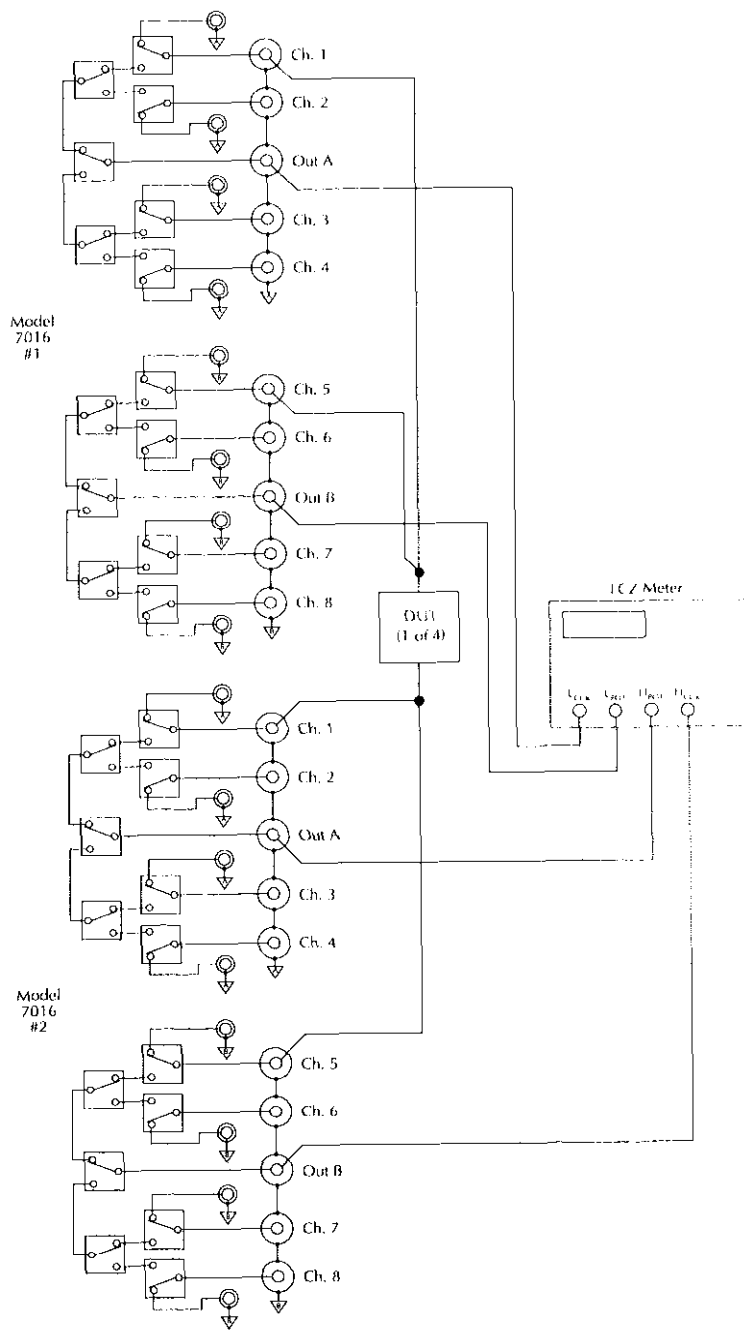 Ch. 1
Ch. 2
Out A
Ch. 3
Ch. 4
Model
7016
#1
Ch. 5
Ch. 6
Out B
Ch. 7
Ch. 8
DUT
(1 of 4)
LCZ Meter
L POT
H POT
Ch. 1
Ch. 2
Out A
Ch. 3
Ch. 4
Model
7016
#2
Ch. 5
Ch. 6
Out B
Ch. 7
Ch. 8